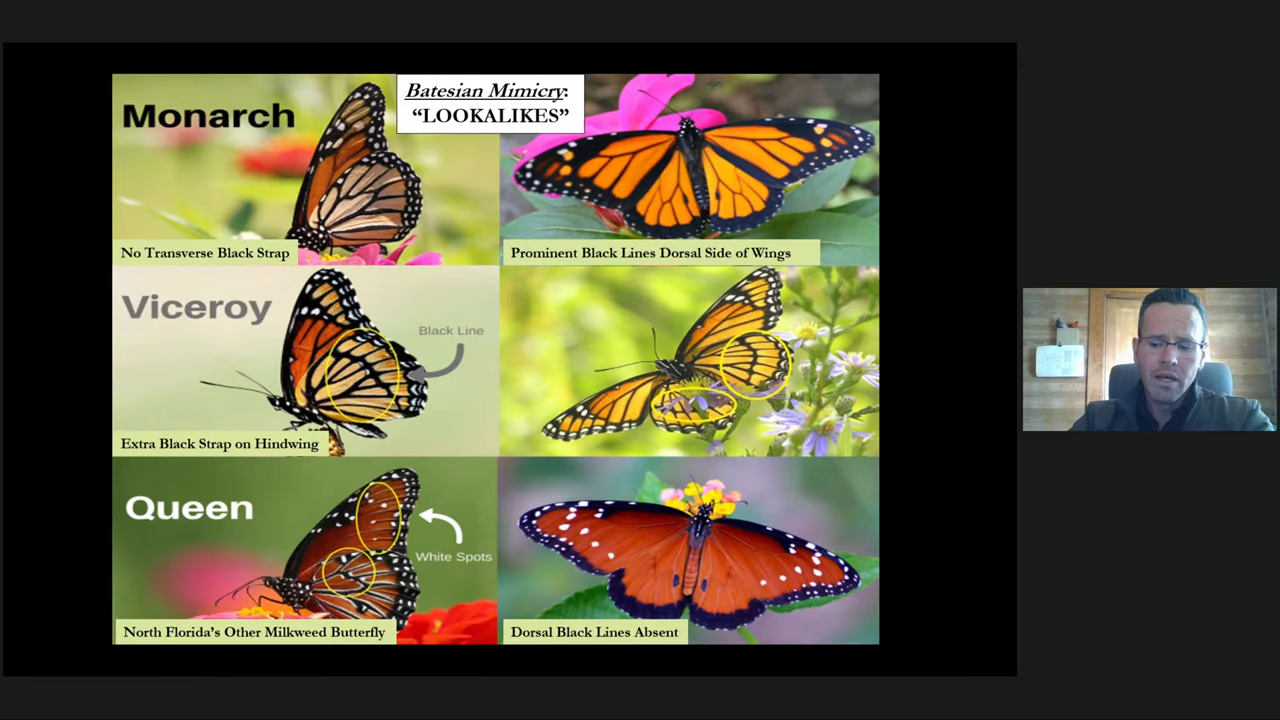 Batesian Mimicry:
“LOOKALIKES”
Monarch
No Transverse Black Strap
Prominent Black Lines Dorsal Side of Wings
Viceroy
Black Line
Extra Black Strap on Hindwing
Queen
White Spots
North Florida’s Other Milkweed Butterfly
Dorsal Black Lines Absent